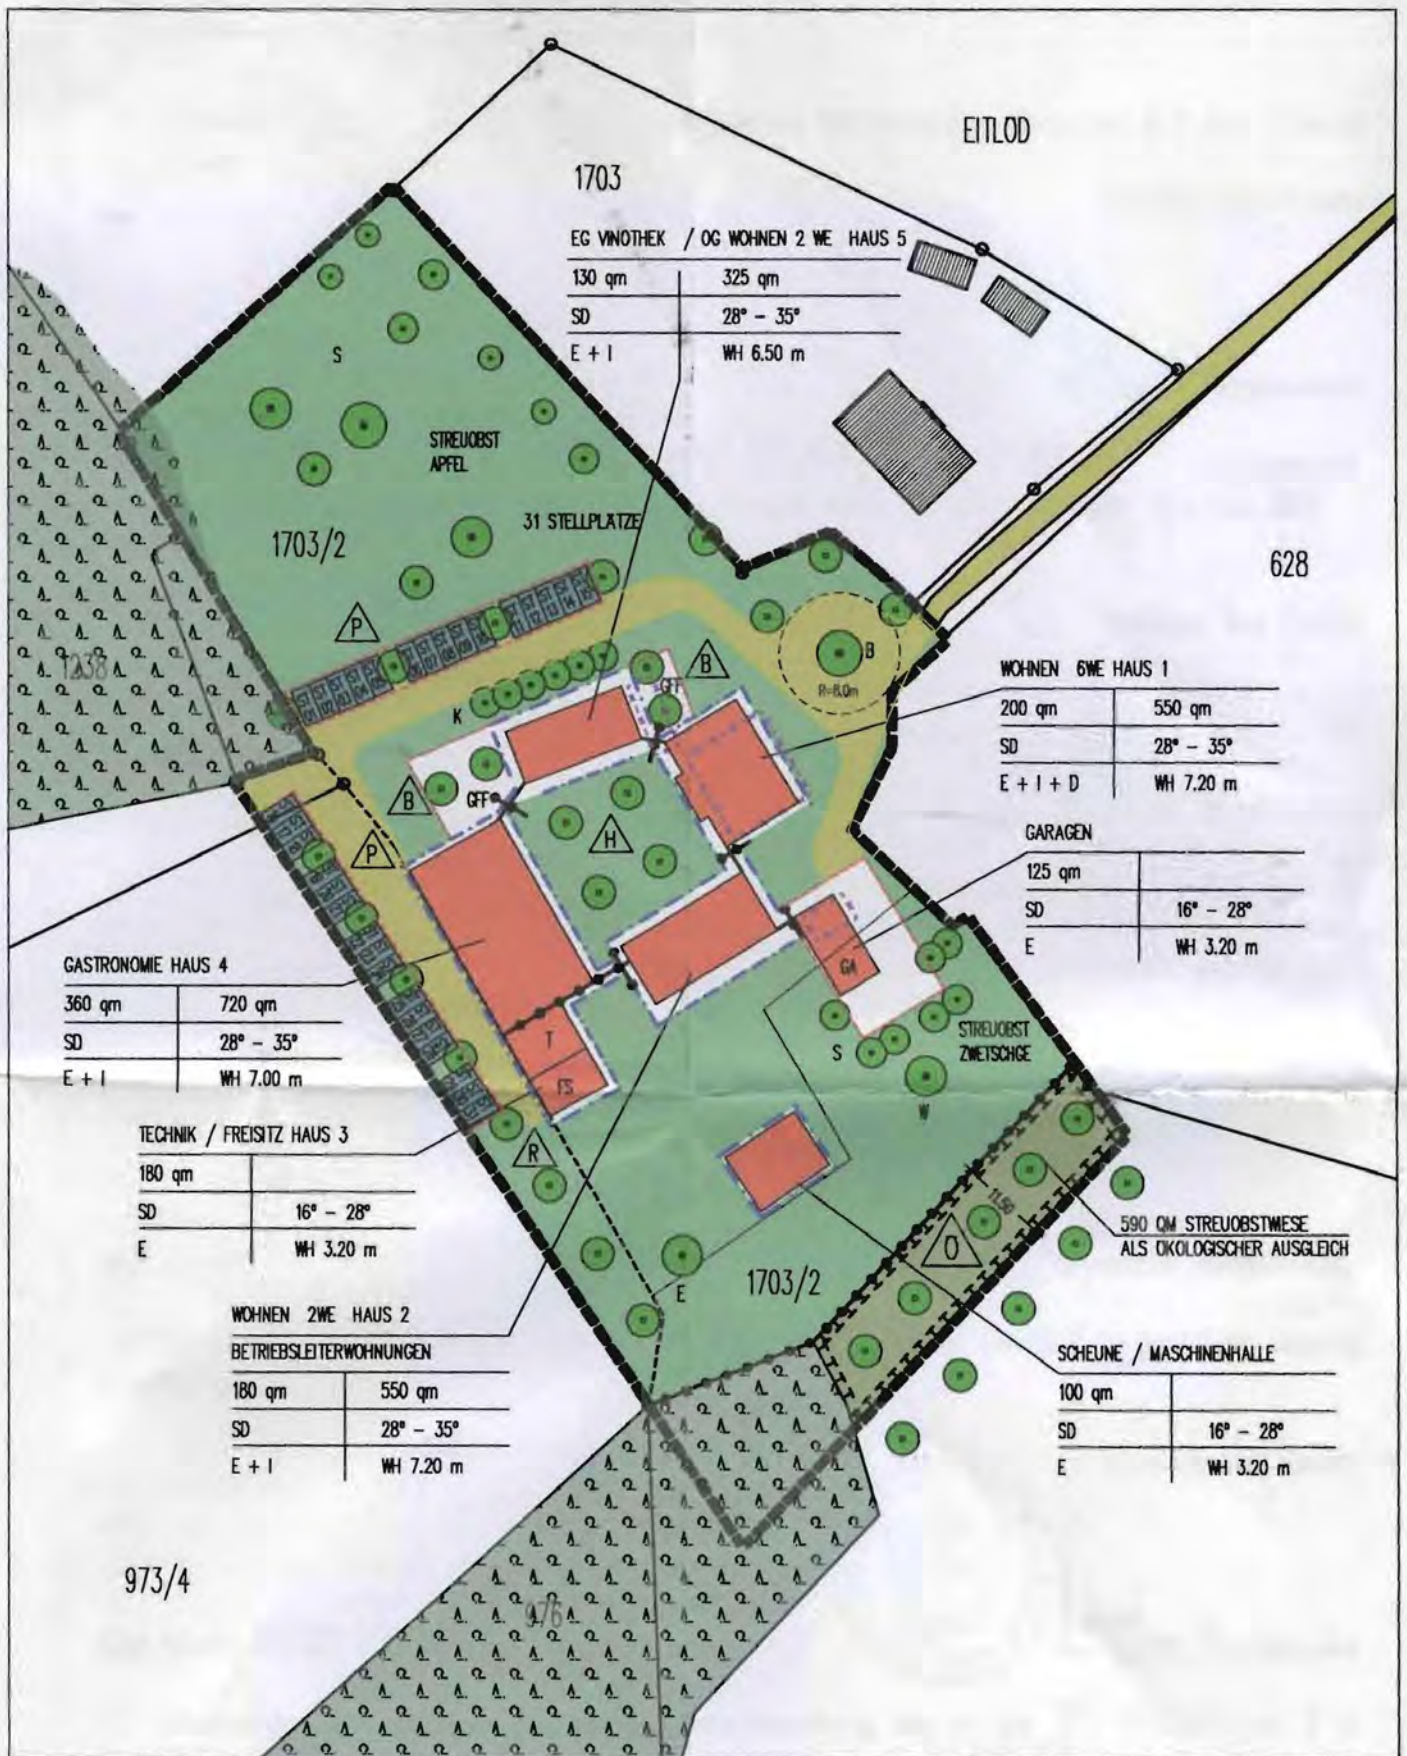 EITLÖD
1703
EG VINOTHEK / OG WOHNEN 2 WE HAUS 5
130 qm 325 qm
SD 28° - 35°
E + I WH 6.50 m
S
STREUOBST
APFEL
31 STELLPLÄTZE
1703/2
628
P
1238
B
B
R=8.0m
GFF
K
WOHNEN 6WE HAUS 1
200 qm 550 qm
SD 28° - 35°
E + I + D WH 7.20 m
B
GFF
H
P
GARAGEN
125 qm
SD 16° - 28°
E WH 3.20 m
GASTRONOMIE HAUS 4
360 qm 720 qm
SD 28° - 35°
E + I WH 7.00 m
GA
STREUOBST
ZWETSCHGE
S
T
FS
W
TECHNIK / FREISITZ HAUS 3
180 qm
SD 16° - 28°
E WH 3.20 m
R
11.50
590 QM STREUOBSTWIESE
ALS ÖKOLOGISCHER AUSGLEICH
Ö
E
1703/2
WOHNEN 2WE HAUS 2
BETRIEBSLEITERWOHNUNGEN
180 qm 550 qm
SD 28° - 35°
E + I WH 7.20 m
SCHEUNE / MASCHINENHALLE
100 qm
SD 16° - 28°
E WH 3.20 m
973/4
976